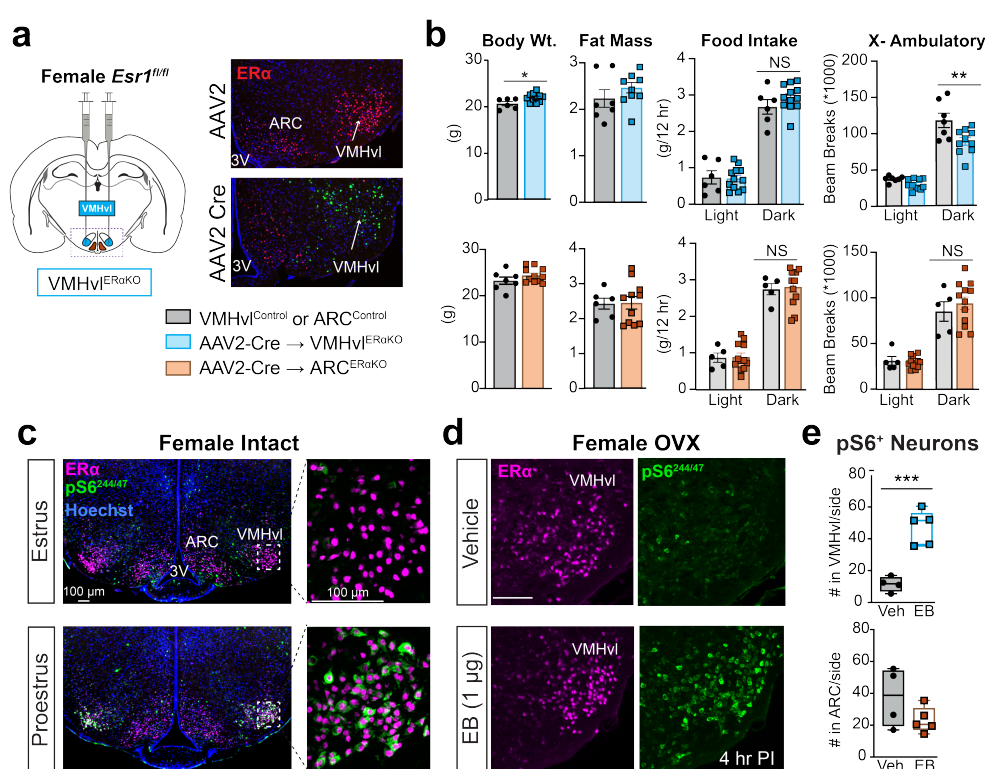 a
Female Esr1fl/fl
VMHvl
VMHvlERαKO
AAV2
ERα
ARC
VMHvl
3V
AAV2 Cre
3V
VMHvl
VMHvlControl or ARCControl
AAV2-Cre → VMHvlERαKO
AAV2-Cre → ARCERαKO
b
Body Wt. Fat Mass Food Intake X- Ambulatory
(g)
30
20
10
0
*
3
2
1
0
(g/12 hr)
4
3
2
1
0
NS
Light Dark
Beam Breaks (*1000)
200
150
100
50
0
**
Light Dark
(g)
30
20
10
0
4
3
2
1
0
(g/12 hr)
4
3
2
1
0
NS
Light Dark
Beam Breaks (*1000)
150
100
50
0
NS
Light Dark
c
Female Intact
Estrus
ERα
pS6244/47
Hoechst
VMHvl
ARC
3V
100 µm
100 µm
Proestrus
d
Female OVX
Vehicle
ERα
VMHvl
pS6244/47
EB (1 µg)
VMHvl
4 hr PI
e
pS6+ Neurons
# in VMHvl/side
80
60
40
20
0
***
Veh EB
# in ARC/side
80
60
40
20
0
Veh EB